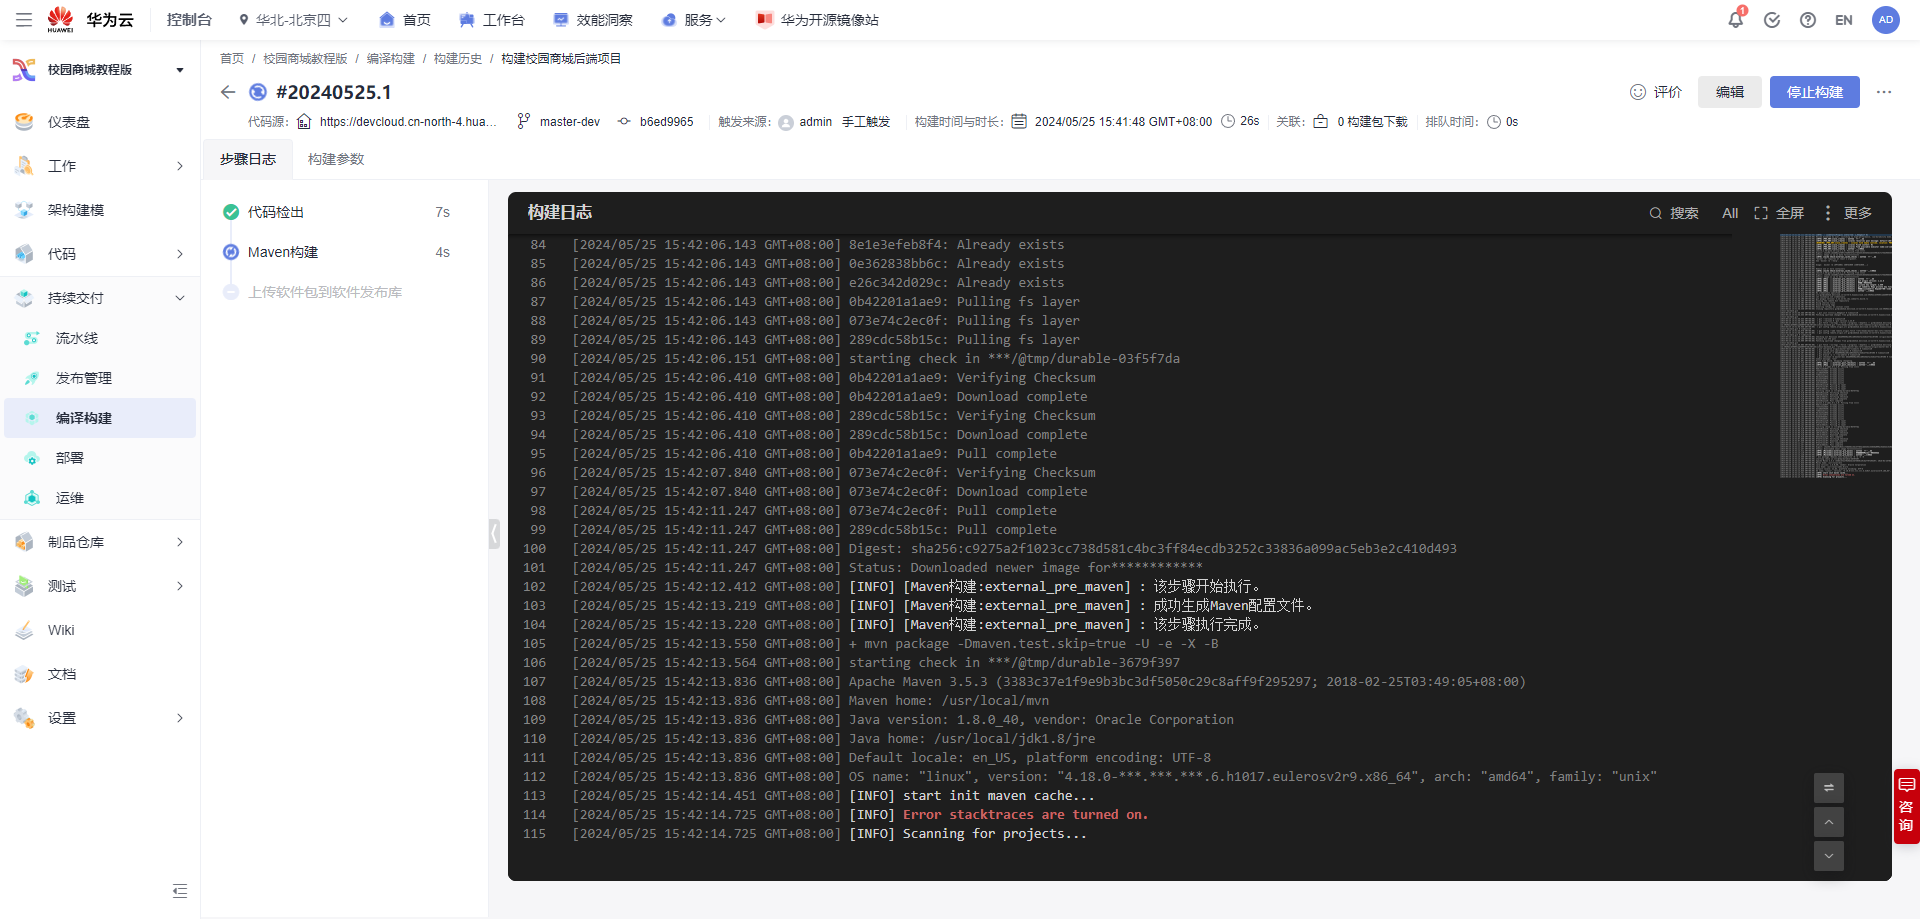 HUAWEI 华为云 控制台 华北-北京四 首页 工作台 效能洞察 服务 华为开源镜像站 1 EN AD
校园商城教程版
仪表盘
工作
架构建模
代码
持续交付
流水线
发布管理
编译构建
部署
运维
制品仓库
测试
Wiki
文档
设置
首页 / 校园商城教程版 / 编译构建 / 构建历史 / 构建校园商城后端项目
#20240525.1 评价 编辑 停止构建
代码源: https://devcloud.cn-north-4.hua... master-dev b6ed9965 触发来源: admin 手工触发 构建时间与时长: 2024/05/25 15:41:48 GMT+08:00 26s 关联: 0 构建包下载 排队时间: 0s
步骤日志 构建参数
代码检出 7s
Maven构建 4s
上传软件包到软件发布库
构建日志 搜索 All 全屏 更多
84 [2024/05/25 15:42:06.143 GMT+08:00] 8e1e3efeb8f4: Already exists
85 [2024/05/25 15:42:06.143 GMT+08:00] 0e362838bb6c: Already exists
86 [2024/05/25 15:42:06.143 GMT+08:00] e26c342d029c: Already exists
87 [2024/05/25 15:42:06.143 GMT+08:00] 0b42201a1ae9: Pulling fs layer
88 [2024/05/25 15:42:06.143 GMT+08:00] 073e74c2ec0f: Pulling fs layer
89 [2024/05/25 15:42:06.143 GMT+08:00] 289cdc58b15c: Pulling fs layer
90 [2024/05/25 15:42:06.151 GMT+08:00] starting check in ***/@tmp/durable-03f5f7da
91 [2024/05/25 15:42:06.410 GMT+08:00] 0b42201a1ae9: Verifying Checksum
92 [2024/05/25 15:42:06.410 GMT+08:00] 0b42201a1ae9: Download complete
93 [2024/05/25 15:42:06.410 GMT+08:00] 289cdc58b15c: Verifying Checksum
94 [2024/05/25 15:42:06.410 GMT+08:00] 289cdc58b15c: Download complete
95 [2024/05/25 15:42:06.410 GMT+08:00] 0b42201a1ae9: Pull complete
96 [2024/05/25 15:42:07.840 GMT+08:00] 073e74c2ec0f: Verifying Checksum
97 [2024/05/25 15:42:07.840 GMT+08:00] 073e74c2ec0f: Download complete
98 [2024/05/25 15:42:11.247 GMT+08:00] 073e74c2ec0f: Pull complete
99 [2024/05/25 15:42:11.247 GMT+08:00] 289cdc58b15c: Pull complete
100 [2024/05/25 15:42:11.247 GMT+08:00] Digest: sha256:c9275a2f1023cc738d581c4bc3ff84ecdb3252c33836a099ac5eb3e2c410d493
101 [2024/05/25 15:42:11.247 GMT+08:00] Status: Downloaded newer image for************
102 [2024/05/25 15:42:12.412 GMT+08:00] [INFO] [Maven构建:external_pre_maven] : 该步骤开始执行。
103 [2024/05/25 15:42:13.219 GMT+08:00] [INFO] [Maven构建:external_pre_maven] : 成功生成Maven配置文件。
104 [2024/05/25 15:42:13.220 GMT+08:00] [INFO] [Maven构建:external_pre_maven] : 该步骤执行完成。
105 [2024/05/25 15:42:13.550 GMT+08:00] + mvn package -Dmaven.test.skip=true -U -e -X -B
106 [2024/05/25 15:42:13.564 GMT+08:00] starting check in ***/@tmp/durable-3679f397
107 [2024/05/25 15:42:13.836 GMT+08:00] Apache Maven 3.5.3 (3383c37e1f9e9b3bc3df5050c29c8aff9f295297; 2018-02-25T03:49:05+08:00)
108 [2024/05/25 15:42:13.836 GMT+08:00] Maven home: /usr/local/mvn
109 [2024/05/25 15:42:13.836 GMT+08:00] Java version: 1.8.0_40, vendor: Oracle Corporation
110 [2024/05/25 15:42:13.836 GMT+08:00] Java home: /usr/local/jdk1.8/jre
111 [2024/05/25 15:42:13.836 GMT+08:00] Default locale: en_US, platform encoding: UTF-8
112 [2024/05/25 15:42:13.836 GMT+08:00] OS name: "linux", version: "4.18.0-***.***.***.6.h1017.eulerosv2r9.x86_64", arch: "amd64", family: "unix"
113 [2024/05/25 15:42:14.451 GMT+08:00] [INFO] start init maven cache...
114 [2024/05/25 15:42:14.725 GMT+08:00] [INFO] Error stacktraces are turned on.
115 [2024/05/25 15:42:14.725 GMT+08:00] [INFO] Scanning for projects...
咨询